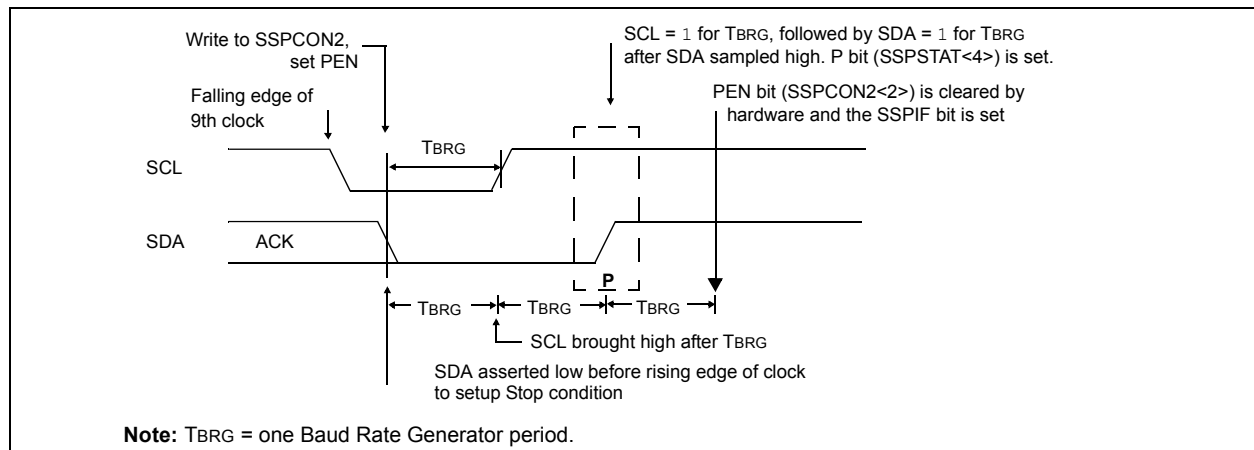 Write to SSPCON2,
set PEN
SCL = 1 for TBRG, followed by SDA = 1 for TBRG
after SDA sampled high. P bit (SSPSTAT<4>) is set.
Falling edge of
9th clock
PEN bit (SSPCON2<2>) is cleared by
hardware and the SSPIF bit is set
TBRG
SCL
SDA
ACK
P
TBRG
TBRG
TBRG
SCL brought high after TBRG
SDA asserted low before rising edge of clock
to setup Stop condition
Note: TBRG = one Baud Rate Generator period.